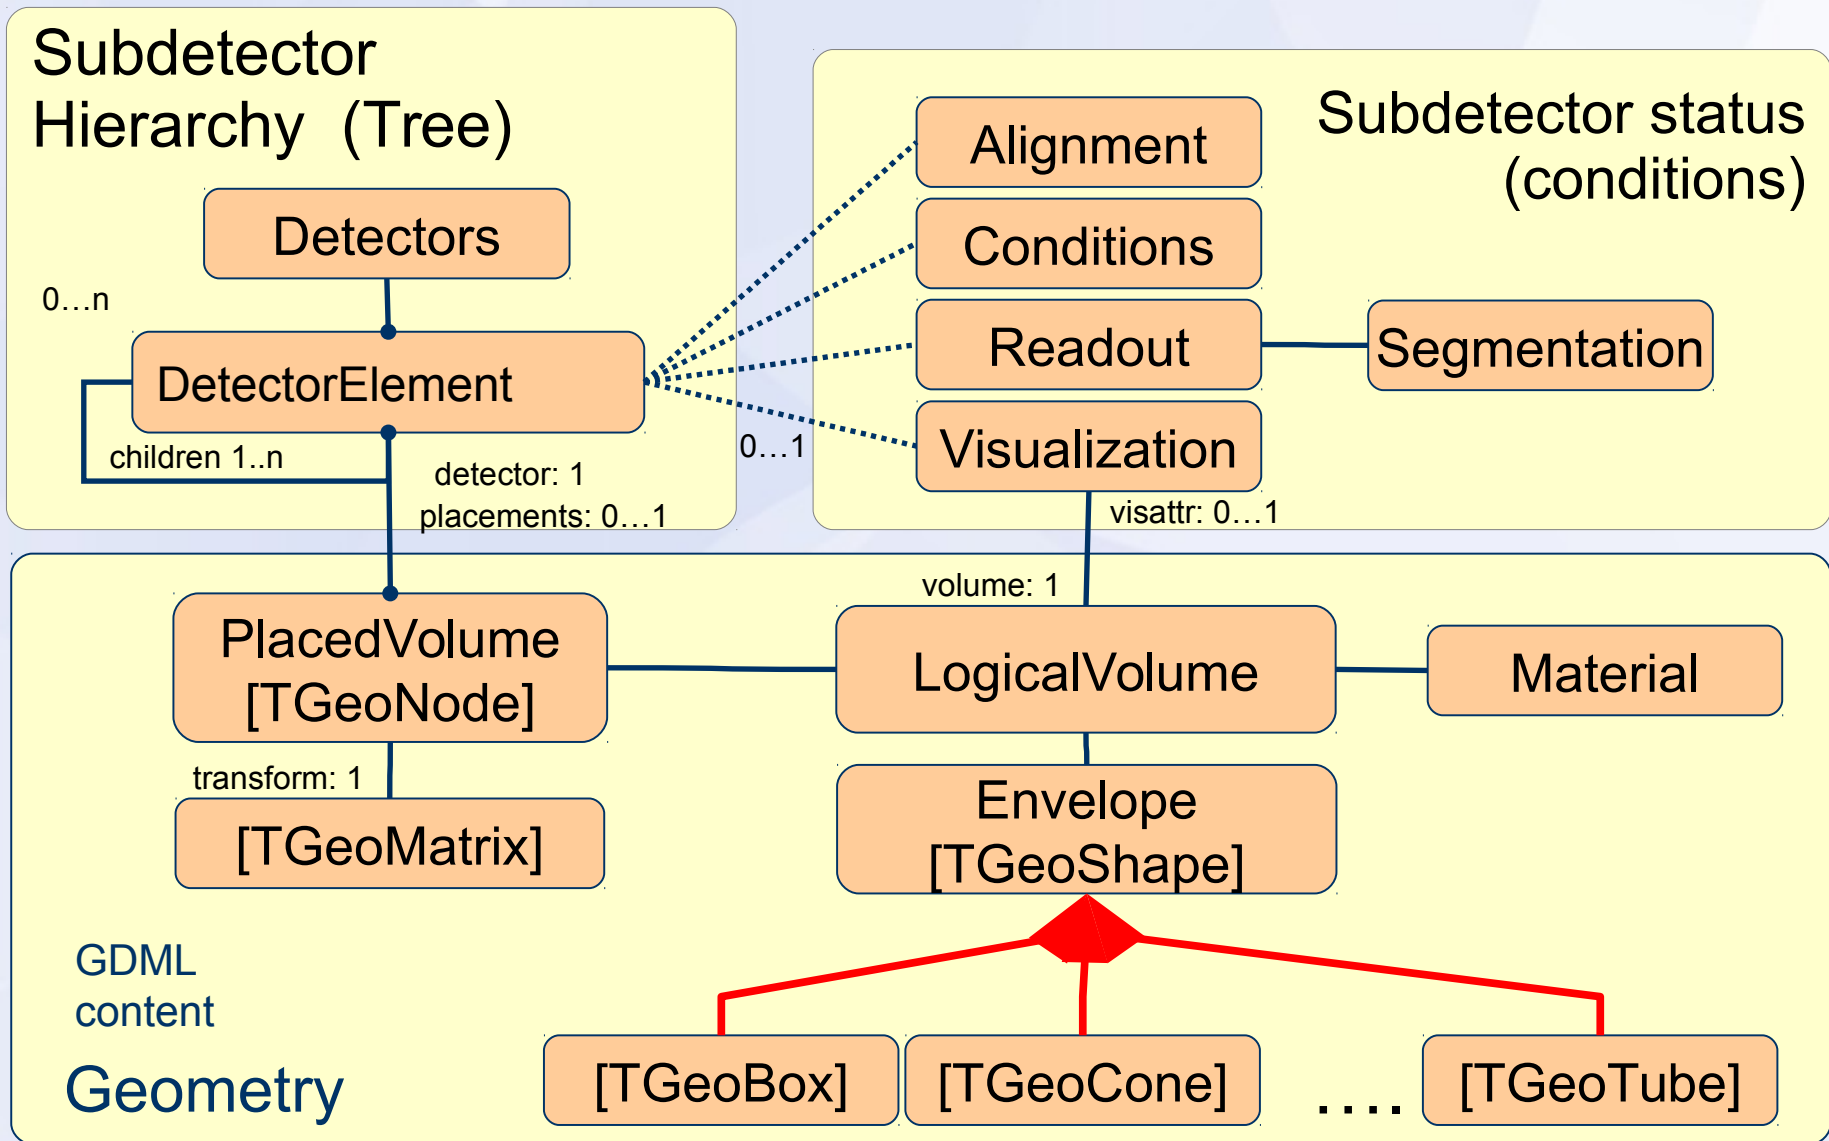 Subdetector
Hierarchy (Tree)
Detectors
0...n
DetectorElement
children 1..n
detector: 1
placements: 0...1
Subdetector status
(conditions)
Alignment
Conditions
Readout
Segmentation
Visualization
0...1
visattr: 0...1
volume: 1
PlacedVolume
[TGeoNode]
LogicalVolume
Material
transform: 1
[TGeoMatrix]
Envelope
[TGeoShape]
GDML
content
Geometry
[TGeoBox]
[TGeoCone]
....
[TGeoTube]